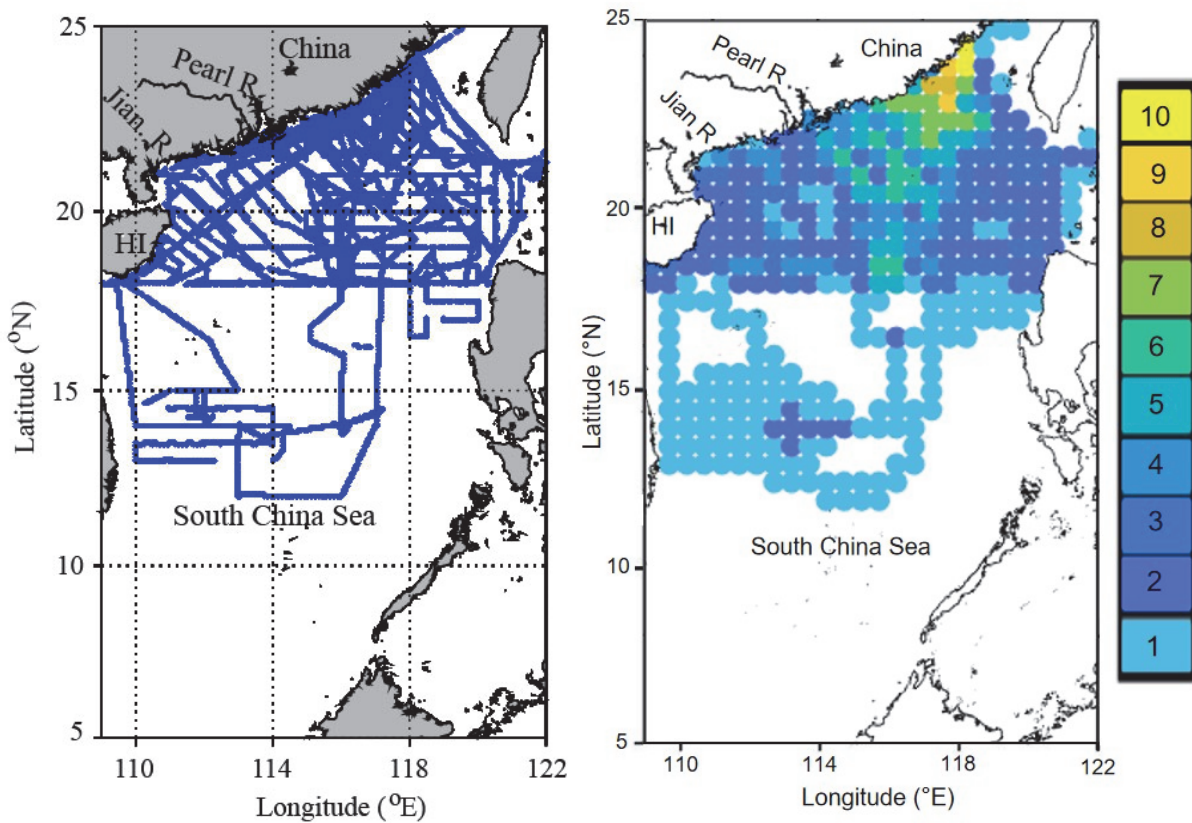 25
20
15
10
5
Latitude (°N)
110
114
118
122
Longitude (°E)
China
Pearl R
Jian. R
HI
South China Sea
25
20
15
10
5
Latitude (°N)
110
114
118
122
Longitude (°E)
China
Pearl R
Jian R
HI
South China Sea
10
9
8
7
6
5
4
3
2
1